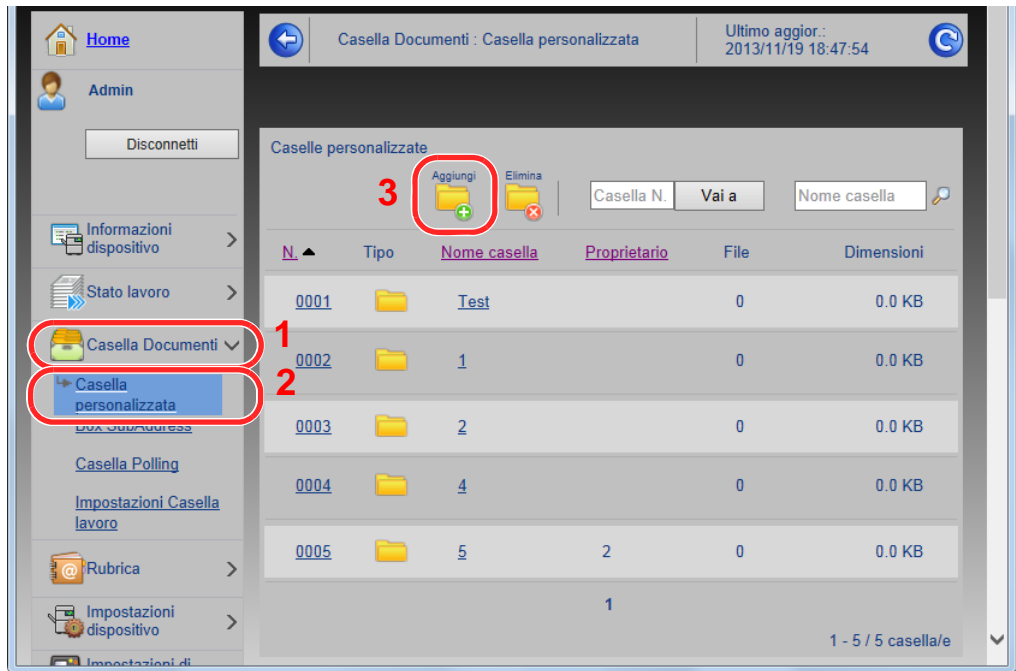 Home
Admin
Disconnetti
Informazioni
dispositivo
Stato lavoro
Casella Documenti
1
Casella
personalizzata
2
Box SubAddress
Casella Polling
Impostazioni Casella
lavoro
Rubrica
Impostazioni
dispositivo
Impostazioni di
Casella Documenti : Casella personalizzata
Ultimo aggior.:
2013/11/19 18:47:54
Caselle personalizzate
3
Aggiungi
Elimina
Casella N.
Vai a
Nome casella
N. Tipo Nome casella Proprietario File Dimensioni
0001 Test 0 0.0 KB
0002 1 0 0.0 KB
0003 2 0 0.0 KB
0004 4 0 0.0 KB
0005 5 2 0 0.0 KB
1
1 - 5 / 5 casella/e